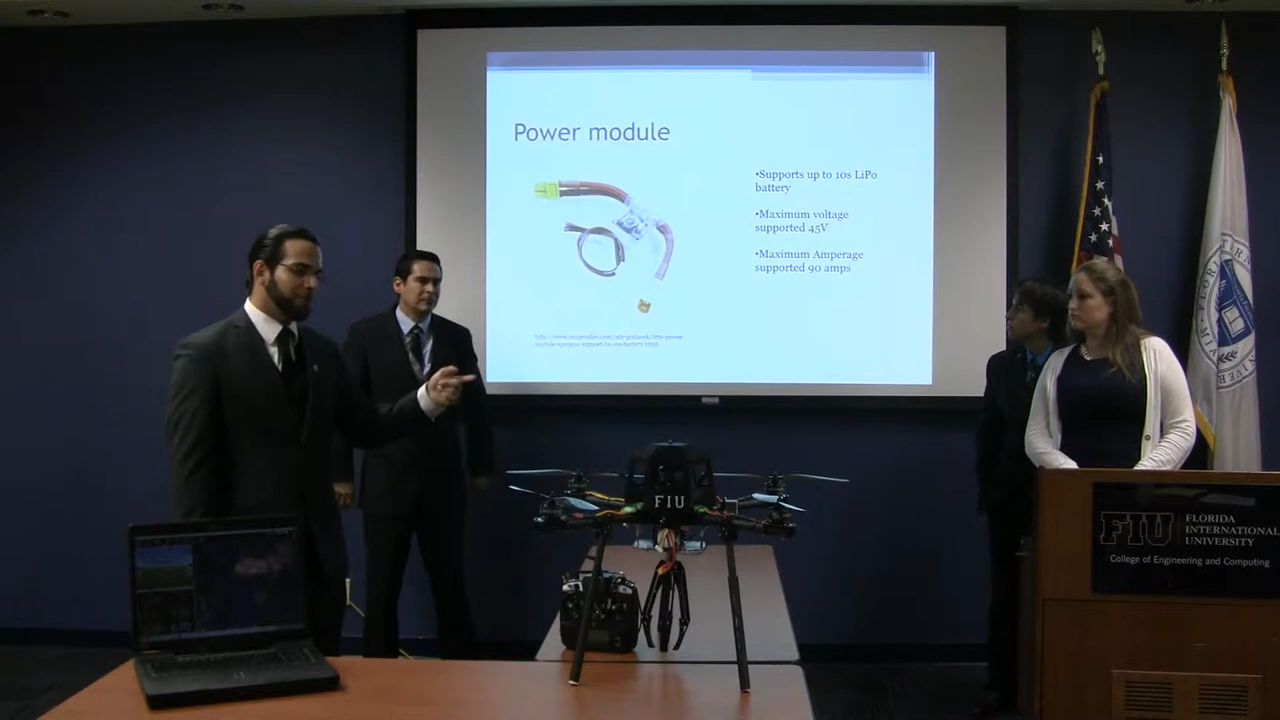 Power module
•Supports up to 10s LiPo
battery
•Maximum voltage
supported 45V
•Maximum Amperage
supported 90 amps
FIU
FIU
FLORIDA
INTERNATIONAL
UNIVERSITY
College of Engineering and Computing